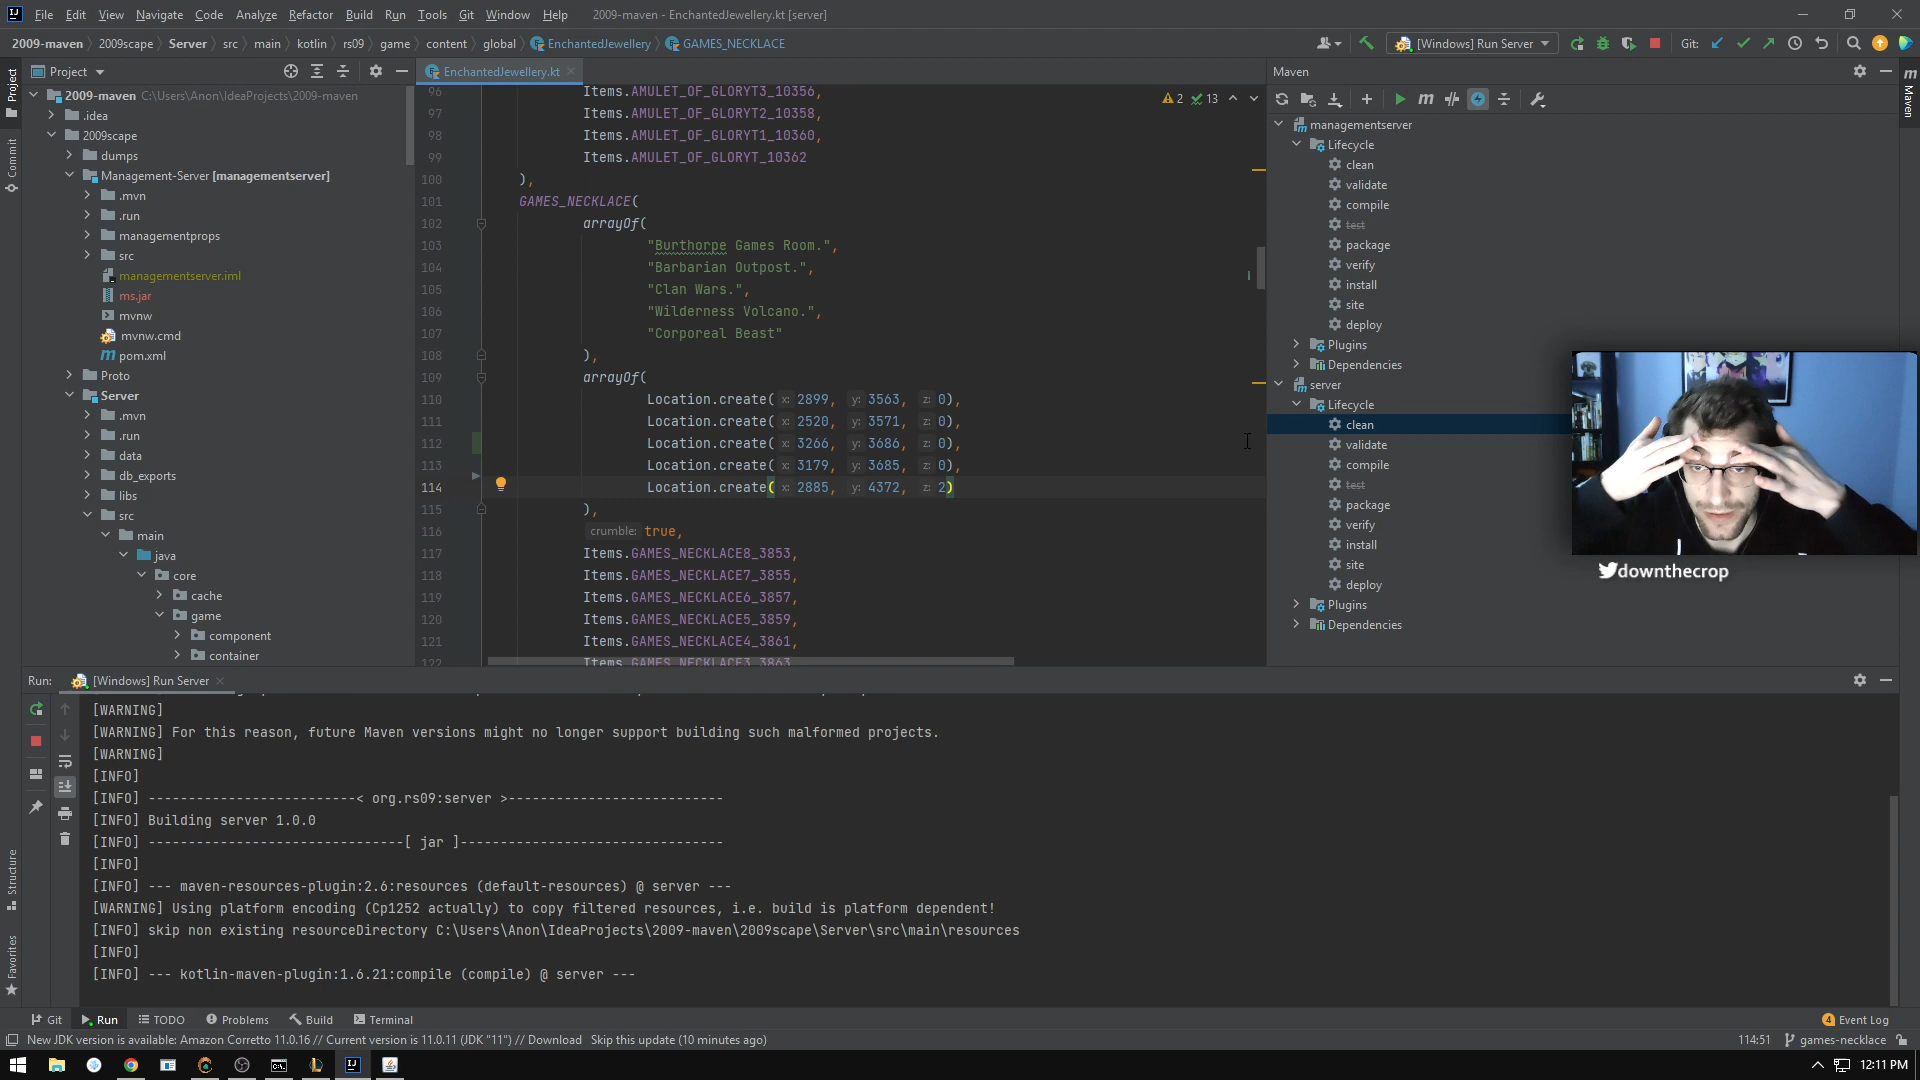 File Edit View Navigate Code Analyze Refactor Build Run Tools Git Window Help 2009-maven - EnchantedJewellery.kt [server]
2009-maven 2009scape Server src main kotlin rs09 game content global EnchantedJewellery GAMES_NECKLACE [Windows] Run Server Git:
Project
EnchantedJewellery.kt
Maven
2009-maven C:\Users\Anon\IdeaProjects\2009-maven
.idea
2009scape
dumps
Management-Server [managementserver]
.mvn
.run
managementprops
src
managementserver.iml
ms.jar
mvnw
mvnw.cmd
pom.xml
Proto
Server
.mvn
.run
data
db_exports
libs
src
main
java
core
cache
game
component
container
2 13
96 Items.AMULET_OF_GLORYT3_10356,
97 Items.AMULET_OF_GLORYT2_10358,
98 Items.AMULET_OF_GLORYT1_10360,
99 Items.AMULET_OF_GLORYT_10362
100 ),
101 GAMES_NECKLACE(
102 arrayOf(
103 "Burthorpe Games Room.",
104 "Barbarian Outpost.",
105 "Clan Wars.",
106 "Wilderness Volcano.",
107 "Corporeal Beast"
108 ),
109 arrayOf(
110 Location.create( x: 2899, y: 3563, z: 0),
111 Location.create( x: 2520, y: 3571, z: 0),
112 Location.create( x: 3266, y: 3686, z: 0),
113 Location.create( x: 3179, y: 3685, z: 0),
114 Location.create( x: 2885, y: 4372, z: 2)
115 ),
116 crumble: true,
117 Items.GAMES_NECKLACE8_3853,
118 Items.GAMES_NECKLACE7_3855,
119 Items.GAMES_NECKLACE6_3857,
120 Items.GAMES_NECKLACE5_3859,
121 Items.GAMES_NECKLACE4_3861,
122 Items.GAMES_NECKLACE3_3863
managementserver
Lifecycle
clean
validate
compile
test
package
verify
install
site
deploy
Plugins
Dependencies
server
Lifecycle
clean
validate
compile
test
package
verify
install
site
deploy
Plugins
Dependencies
downthecrop
Project
Commit
Structure
Favorites
Maven
Run: [Windows] Run Server
[WARNING]
[WARNING] For this reason, future Maven versions might no longer support building such malformed projects.
[WARNING]
[INFO]
[INFO] --------------------------< org.rs09:server >---------------------------
[INFO] Building server 1.0.0
[INFO] --------------------------------[ jar ]---------------------------------
[INFO]
[INFO] --- maven-resources-plugin:2.6:resources (default-resources) @ server ---
[WARNING] Using platform encoding (Cp1252 actually) to copy filtered resources, i.e. build is platform dependent!
[INFO] skip non existing resourceDirectory C:\Users\Anon\IdeaProjects\2009-maven\2009scape\Server\src\main\resources
[INFO]
[INFO] --- kotlin-maven-plugin:1.6.21:compile (compile) @ server ---
Git Run TODO Problems Build Terminal 4 Event Log
New JDK version is available: Amazon Corretto 11.0.16 // Current version is 11.0.11 (JDK "11") // Download Skip this update (10 minutes ago) 114:51 games-necklace
12:11 PM